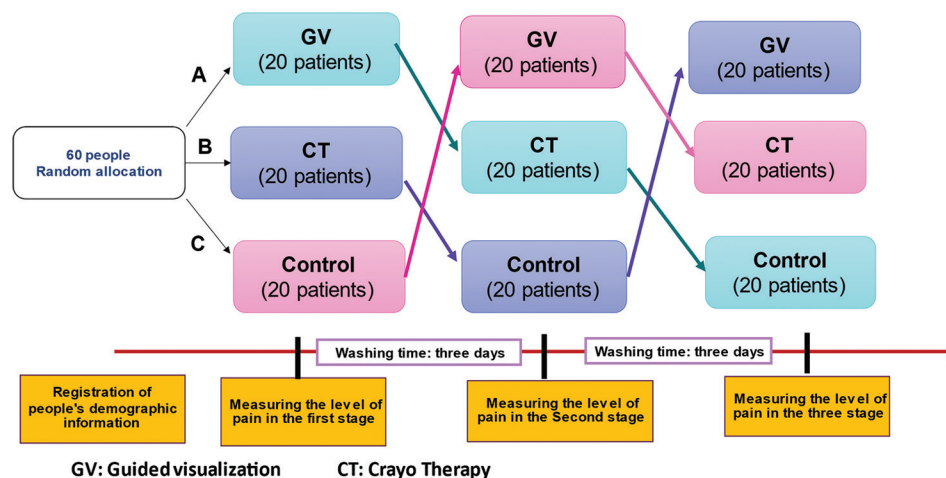 GV
(20 patients)
GV
(20 patients)
GV
(20 patients)
A
60 people
Random allocation
B
CT
(20 patients)
CT
(20 patients)
CT
(20 patients)
C
Control
(20 patients)
Control
(20 patients)
Control
(20 patients)
Washing time: three days
Washing time: three days
Registration of
people's demographic
information
Measuring the level of
pain in the first stage
Measuring the level of
pain in the Second stage
Measuring the level of
pain in the three stage
GV: Guided visualization
CT: Crayo Therapy